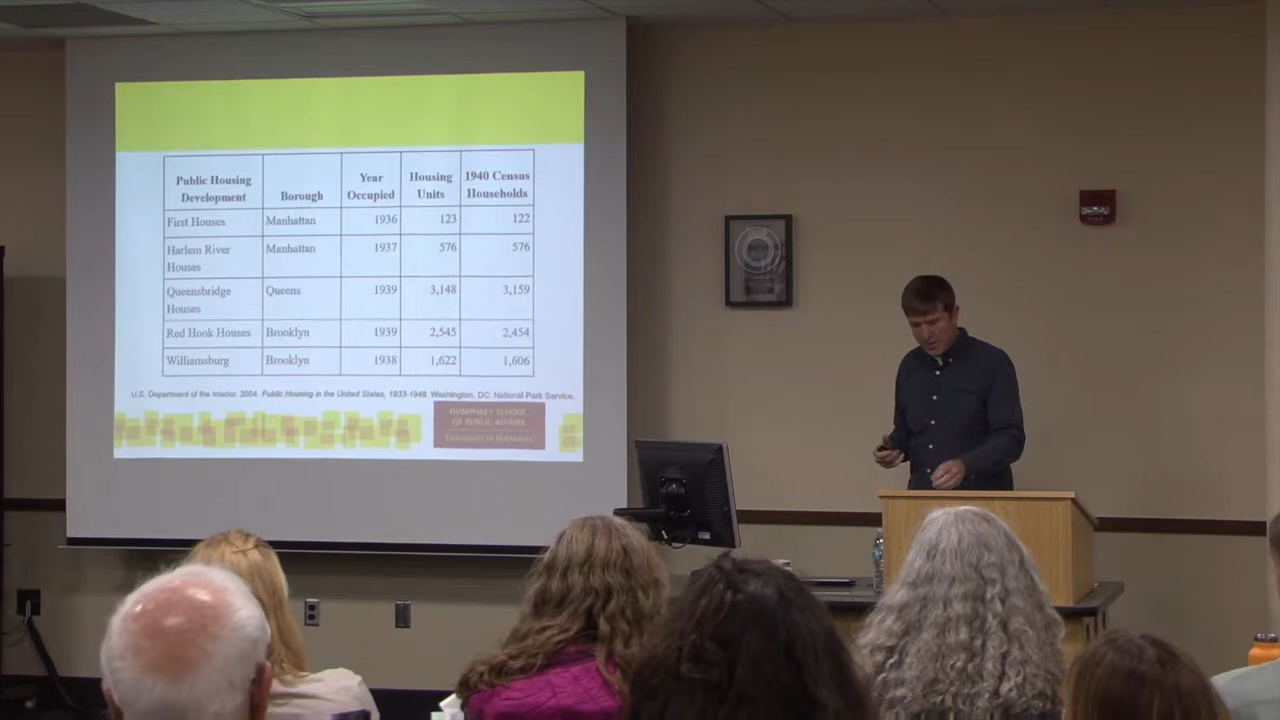 Public Housing Development | Borough | Year Occupied | Housing Units | 1940 Census Households
First Houses | Manhattan | 1936 | 123 | 122
Harlem River Houses | Manhattan | 1937 | 576 | 576
Queensbridge Houses | Queens | 1939 | 3,148 | 3,159
Red Hook Houses | Brooklyn | 1939 | 2,545 | 2,454
Williamsburg | Brooklyn | 1938 | 1,622 | 1,606
U.S. Department of the Interior. 2004. Public Housing in the United States, 1933-1949. Washington, DC: National Park Service.
HUMPHREY SCHOOL
OF PUBLIC AFFAIRS
UNIVERSITY OF MINNESOTA